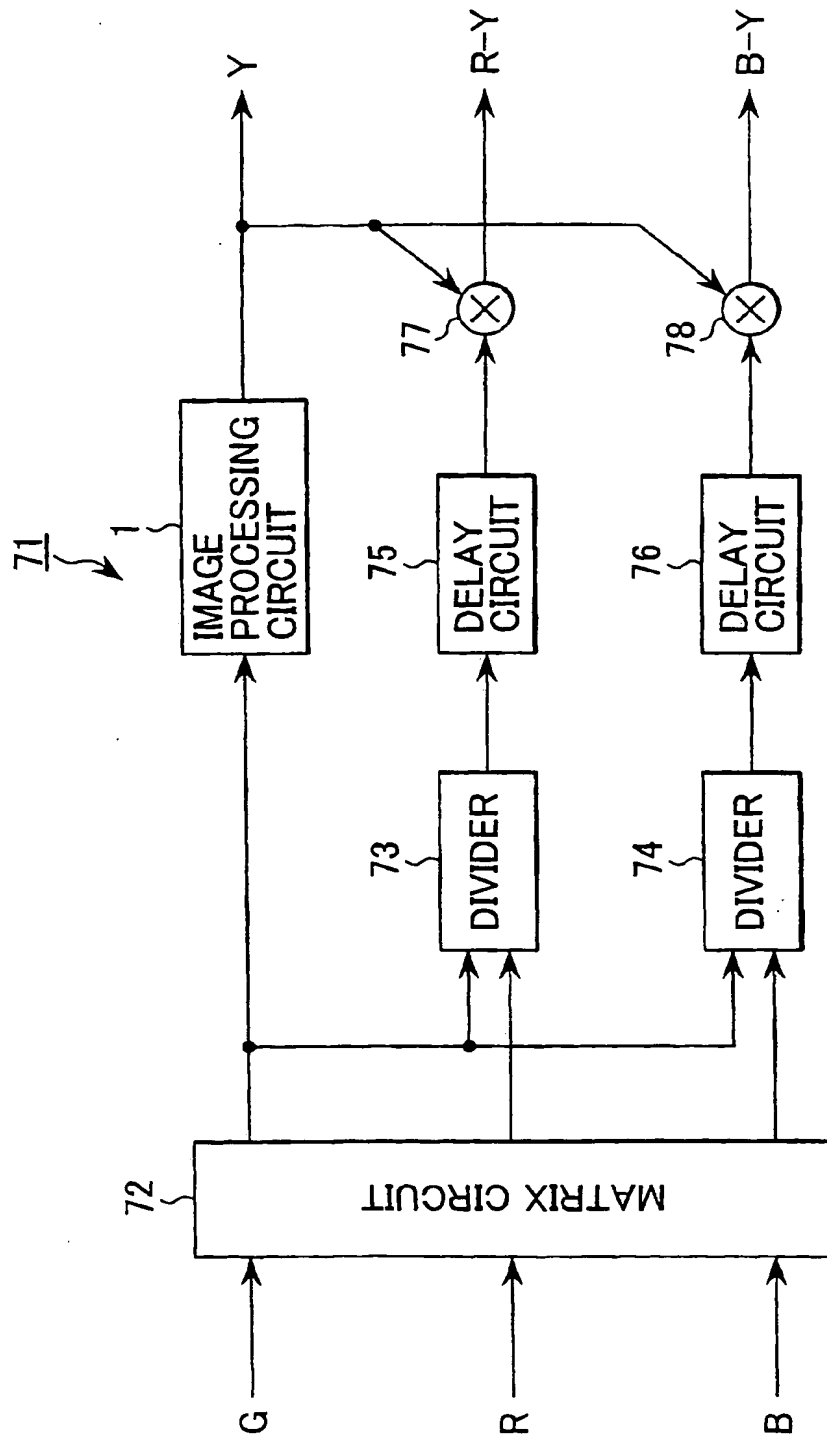 71
72
MATRIX CIRCUIT
G
R
B
1
IMAGE
PROCESSING
CIRCUIT
Y
73
DIVIDER
75
DELAY
CIRCUIT
77
R-Y
74
DIVIDER
76
DELAY
CIRCUIT
78
B-Y